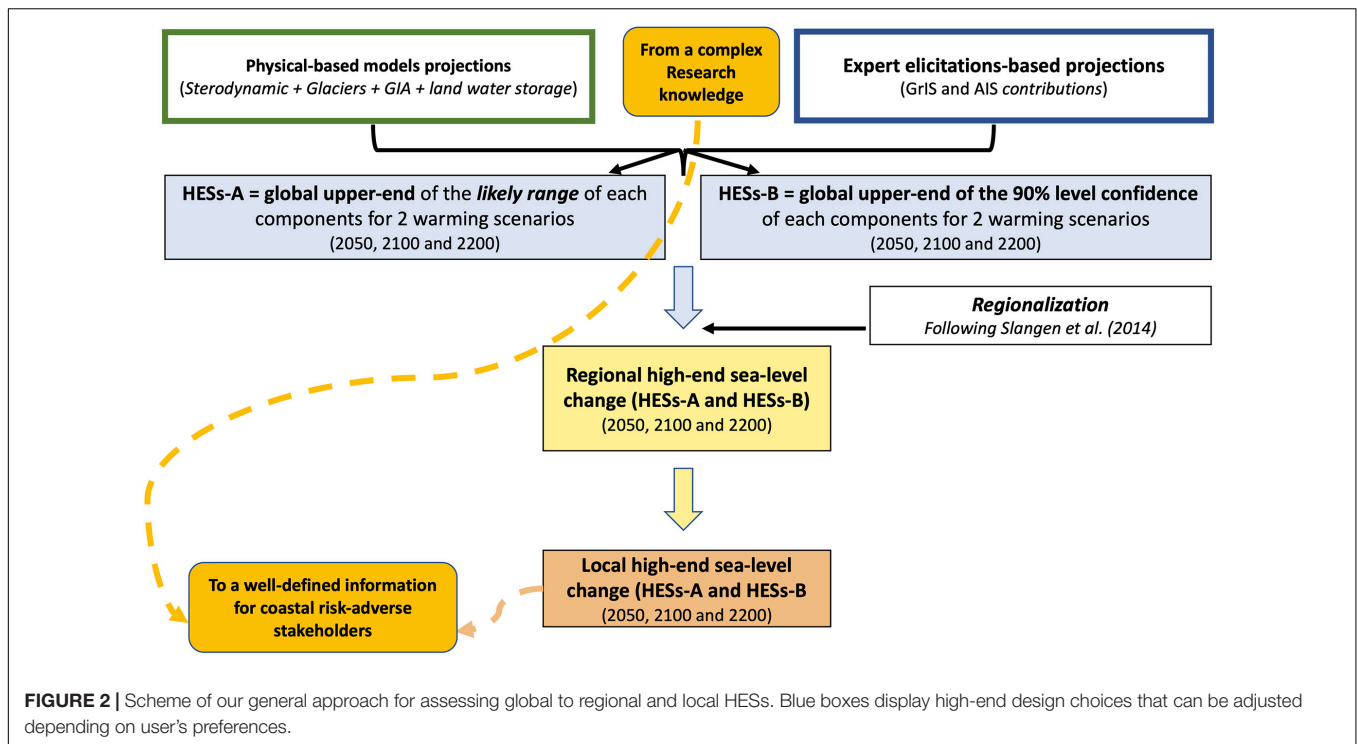 Physical-based models projections
(Sterodynamic + Glaciers + GIA + land water storage)
From a complex
Research
knowledge
Expert elicitations-based projections
(GrIS and AIS contributions)
HESs-A = global upper-end of the likely range of each
components for 2 warming scenarios
(2050, 2100 and 2200)
HESs-B = global upper-end of the 90% level confidence
of each components for 2 warming scenarios
(2050, 2100 and 2200)
Regionalization
Following Slangen et al. (2014)
Regional high-end sea-level
change (HESs-A and HESs-B)
(2050, 2100 and 2200)
Local high-end sea-level
change (HESs-A and HESs-B
(2050, 2100 and 2200)
To a well-defined information
for coastal risk-adverse
stakeholders
FIGURE 2 | Scheme of our general approach for assessing global to regional and local HESs. Blue boxes display high-end design choices that can be adjusted
depending on user's preferences.